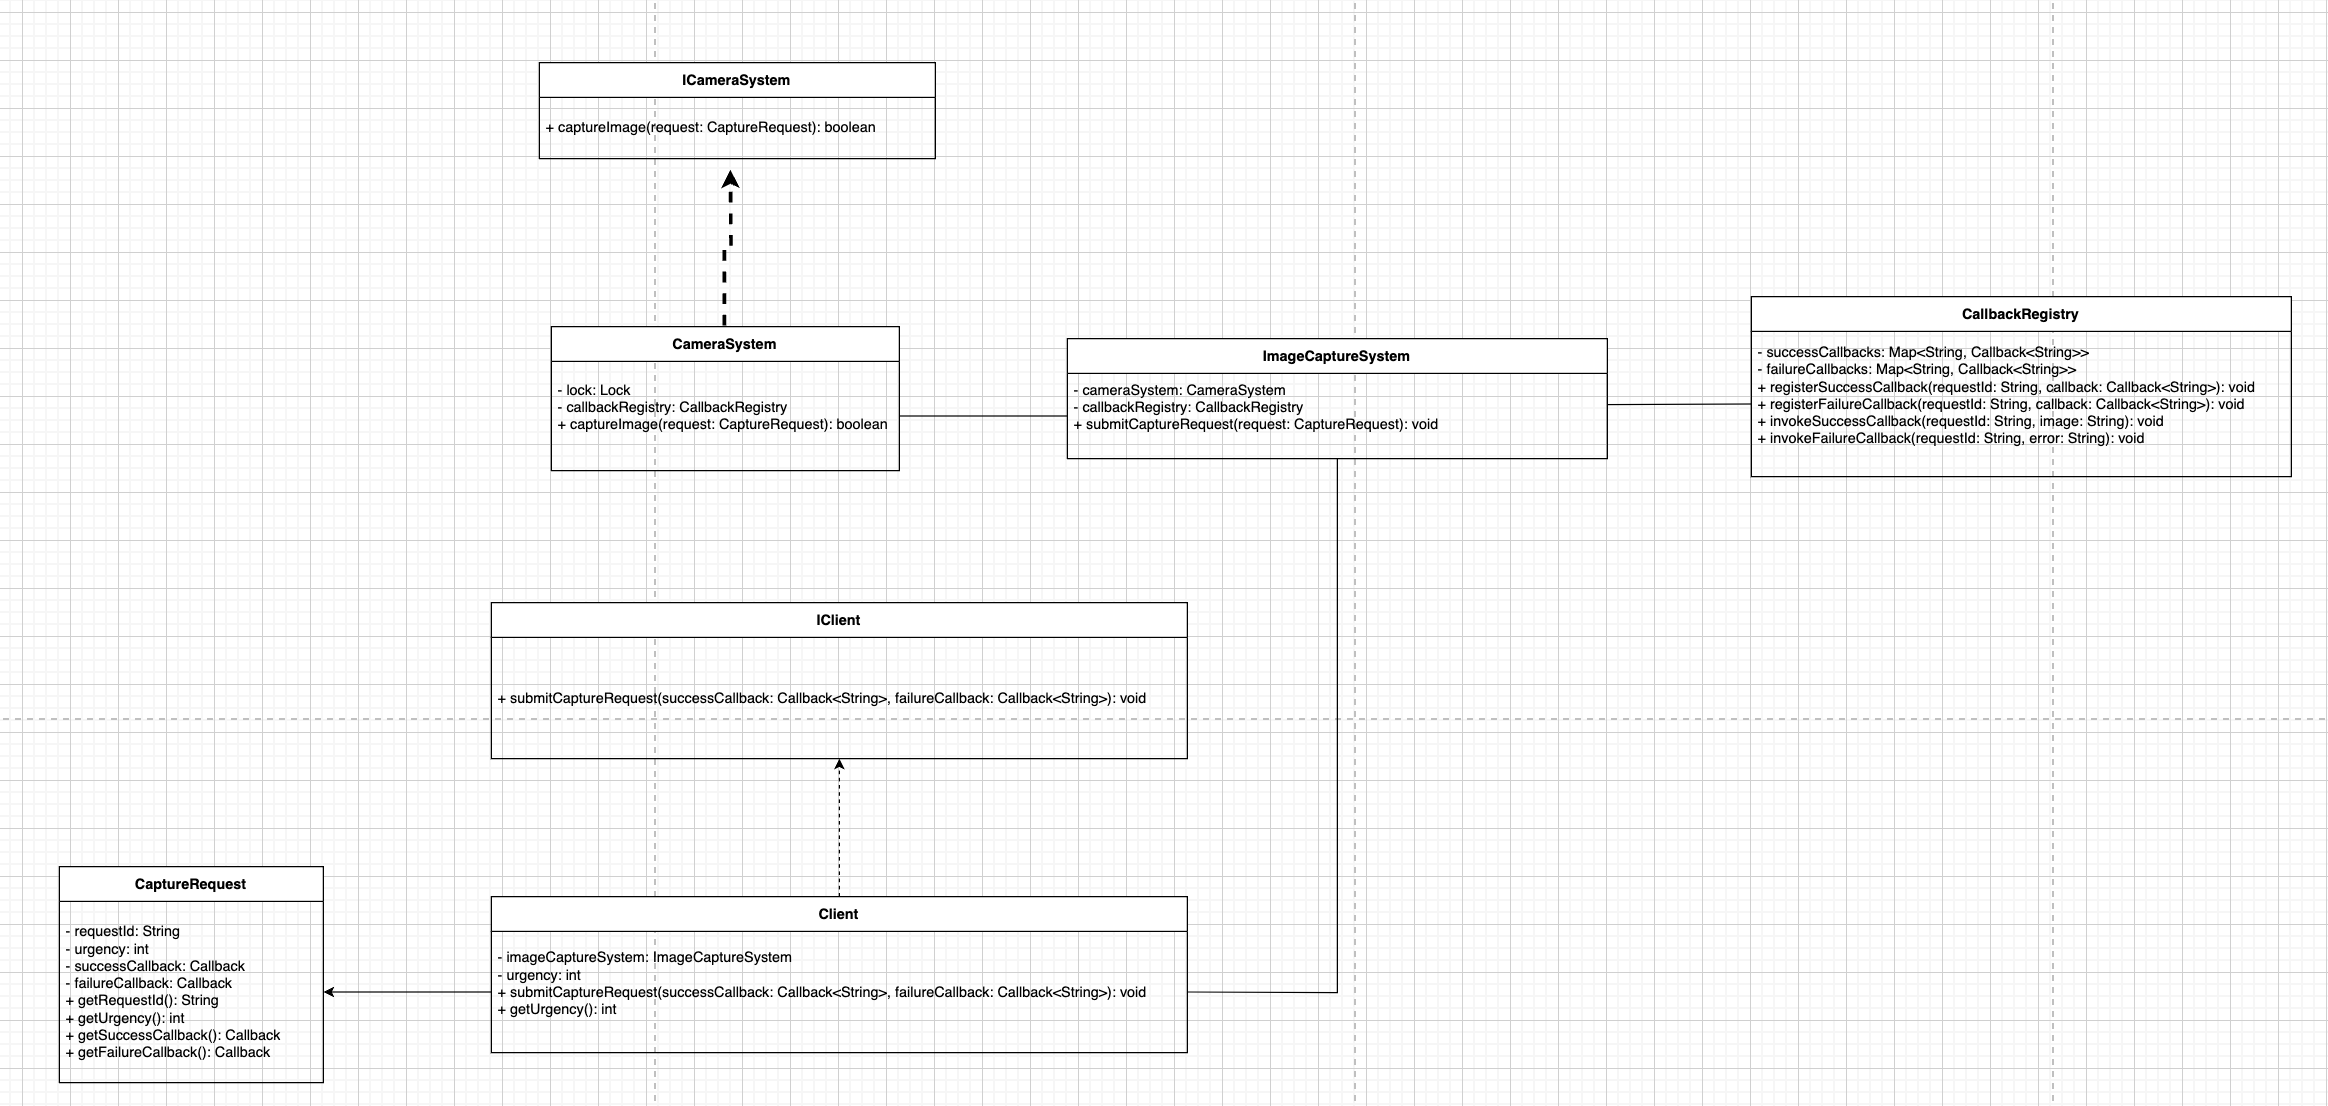 ICameraSystem
+ captureImage(request: CaptureRequest): boolean
CameraSystem
- lock: Lock
- callbackRegistry: CallbackRegistry
+ captureImage(request: CaptureRequest): boolean
ImageCaptureSystem
- cameraSystem: CameraSystem
- callbackRegistry: CallbackRegistry
+ submitCaptureRequest(request: CaptureRequest): void
CallbackRegistry
- successCallbacks: Map<String, Callback<String>>
- failureCallbacks: Map<String, Callback<String>>
+ registerSuccessCallback(requestId: String, callback: Callback<String>): void
+ registerFailureCallback(requestId: String, callback: Callback<String>): void
+ invokeSuccessCallback(requestId: String, image: String): void
+ invokeFailureCallback(requestId: String, error: String): void
IClient
+ submitCaptureRequest(successCallback: Callback<String>, failureCallback: Callback<String>): void
CaptureRequest
- requestId: String
- urgency: int
- successCallback: Callback
- failureCallback: Callback
+ getRequestId(): String
+ getUrgency(): int
+ getSuccessCallback(): Callback
+ getFailureCallback(): Callback
Client
- imageCaptureSystem: ImageCaptureSystem
- urgency: int
+ submitCaptureRequest(successCallback: Callback<String>, failureCallback: Callback<String>): void
+ getUrgency(): int